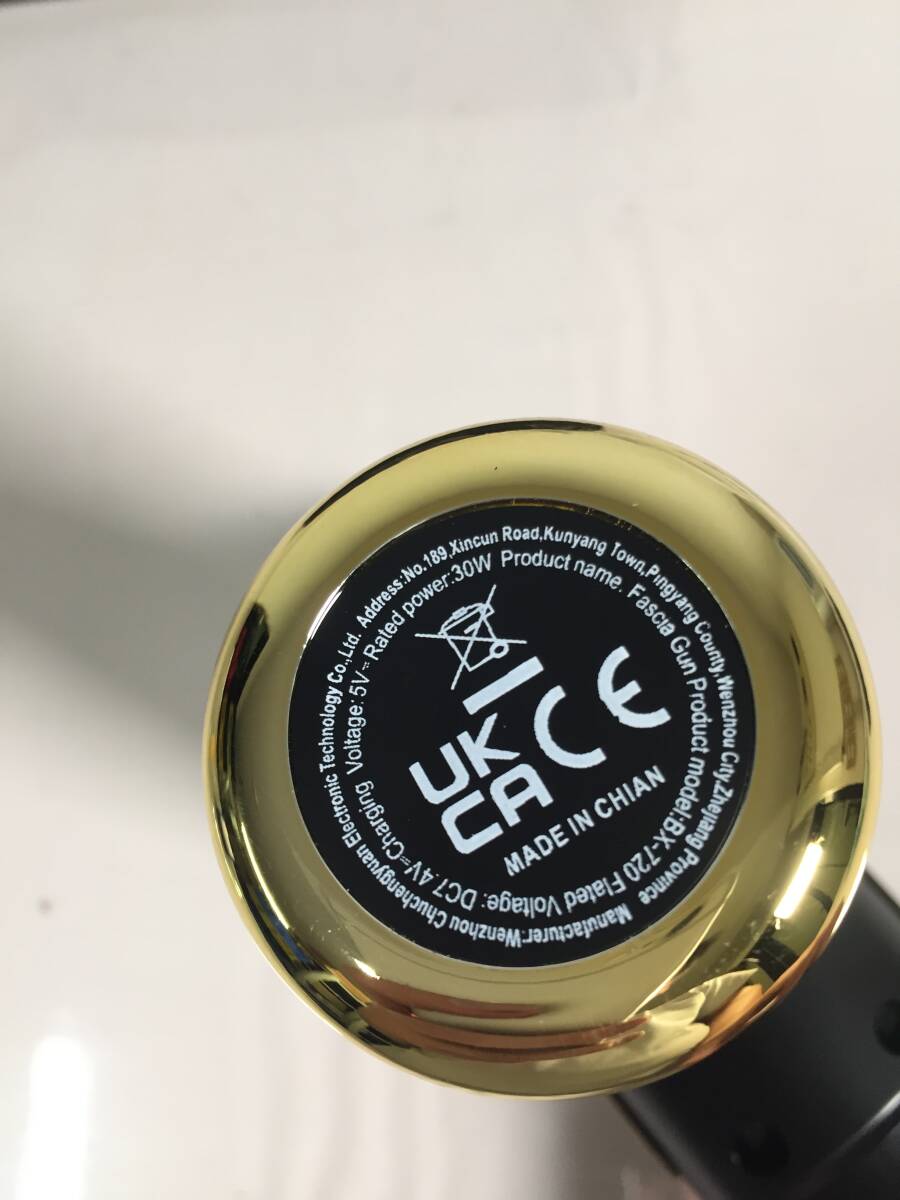 Manufacturer:Wenzhou Chuchengyuan Electronic Technology Co.,Ltd. Address:No.189,Xincun Road,Kunyang Town,Pingyang County,Wenzhou City,Zhejiang Province
Product name: Fascia Gun Product model:BX-720 Flated Voltage: DC7.4V⎓Charging Voltage:5V⎓Rated power:30W
CE
UK
CA
MADE IN CHIAN